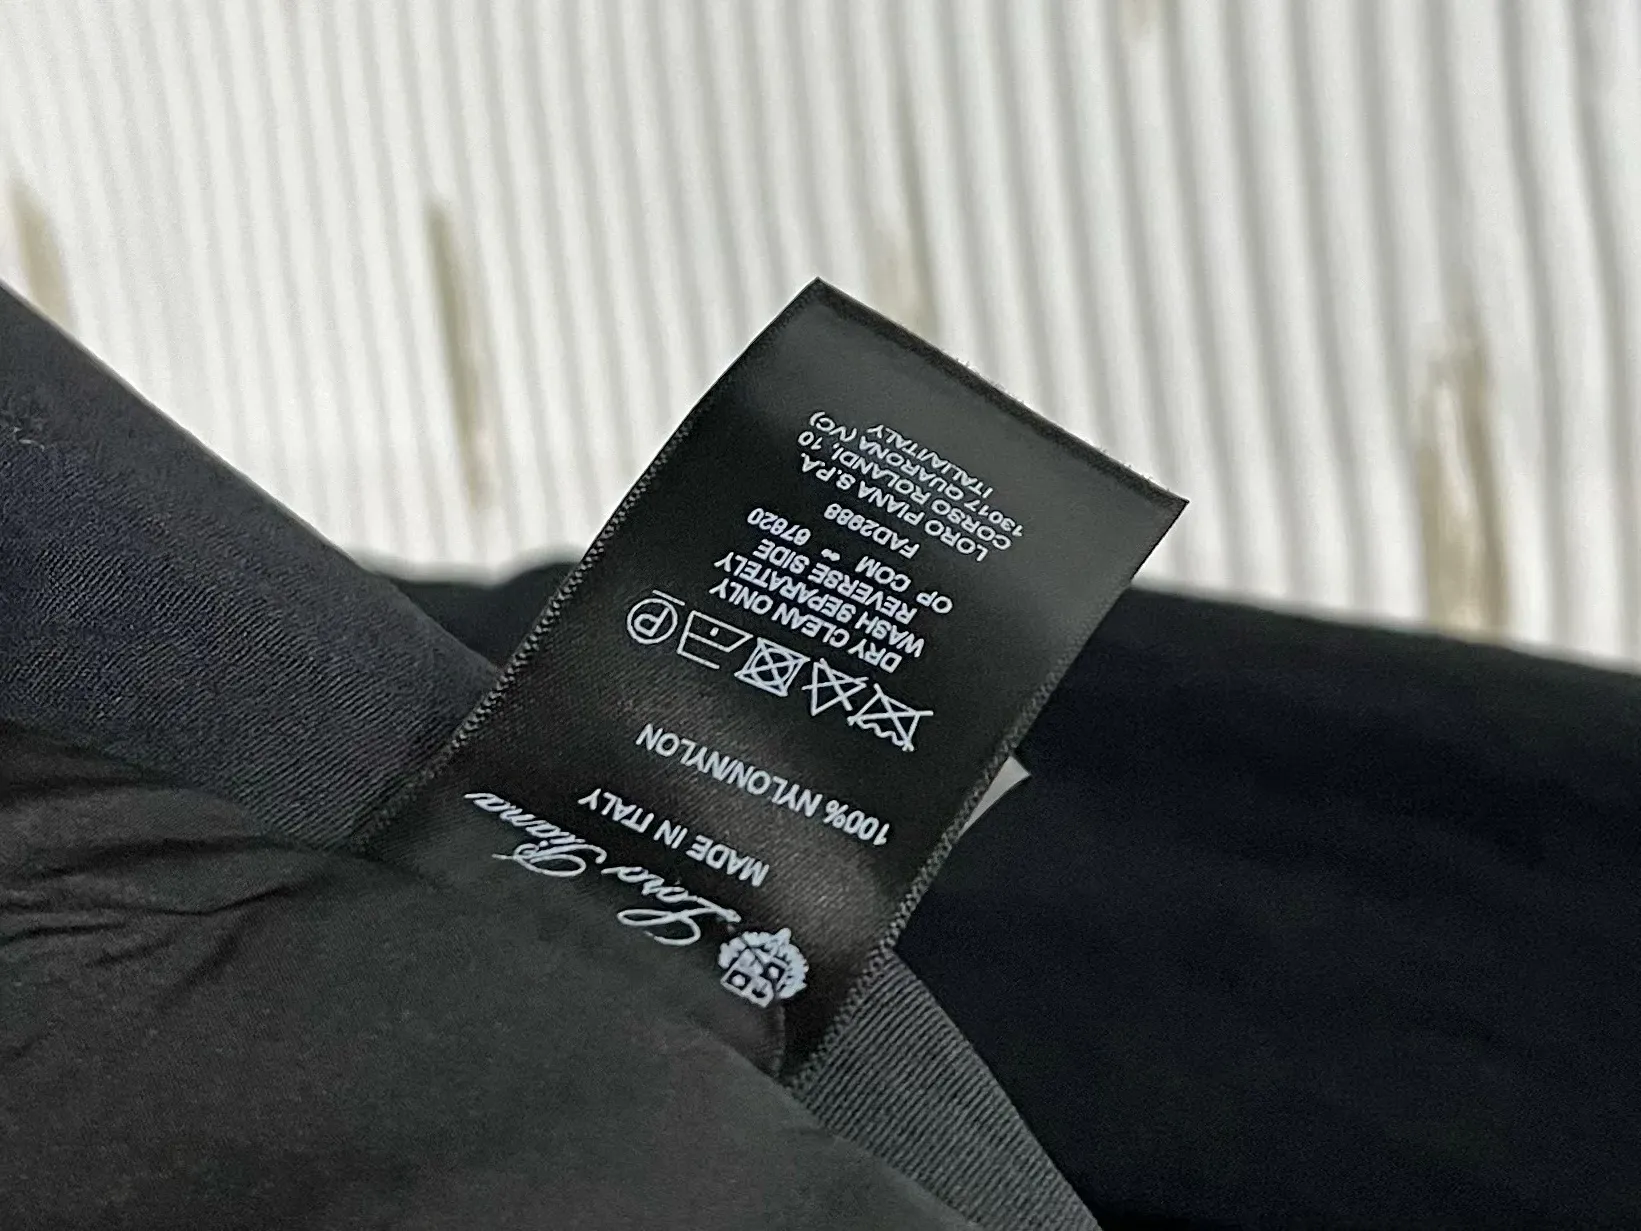 Loro Piana
MADE IN ITALY
100% NYLON/NYLON
P
DRY CLEAN ONLY
WASH SEPARATELY
REVERSE SIDE
OP COM ∞ 67820
FAD2988
LORO PIANA S.P.A.
CORSO ROLANDI, 10
13017 QUARONA (VC)
ITALIA/ITALY